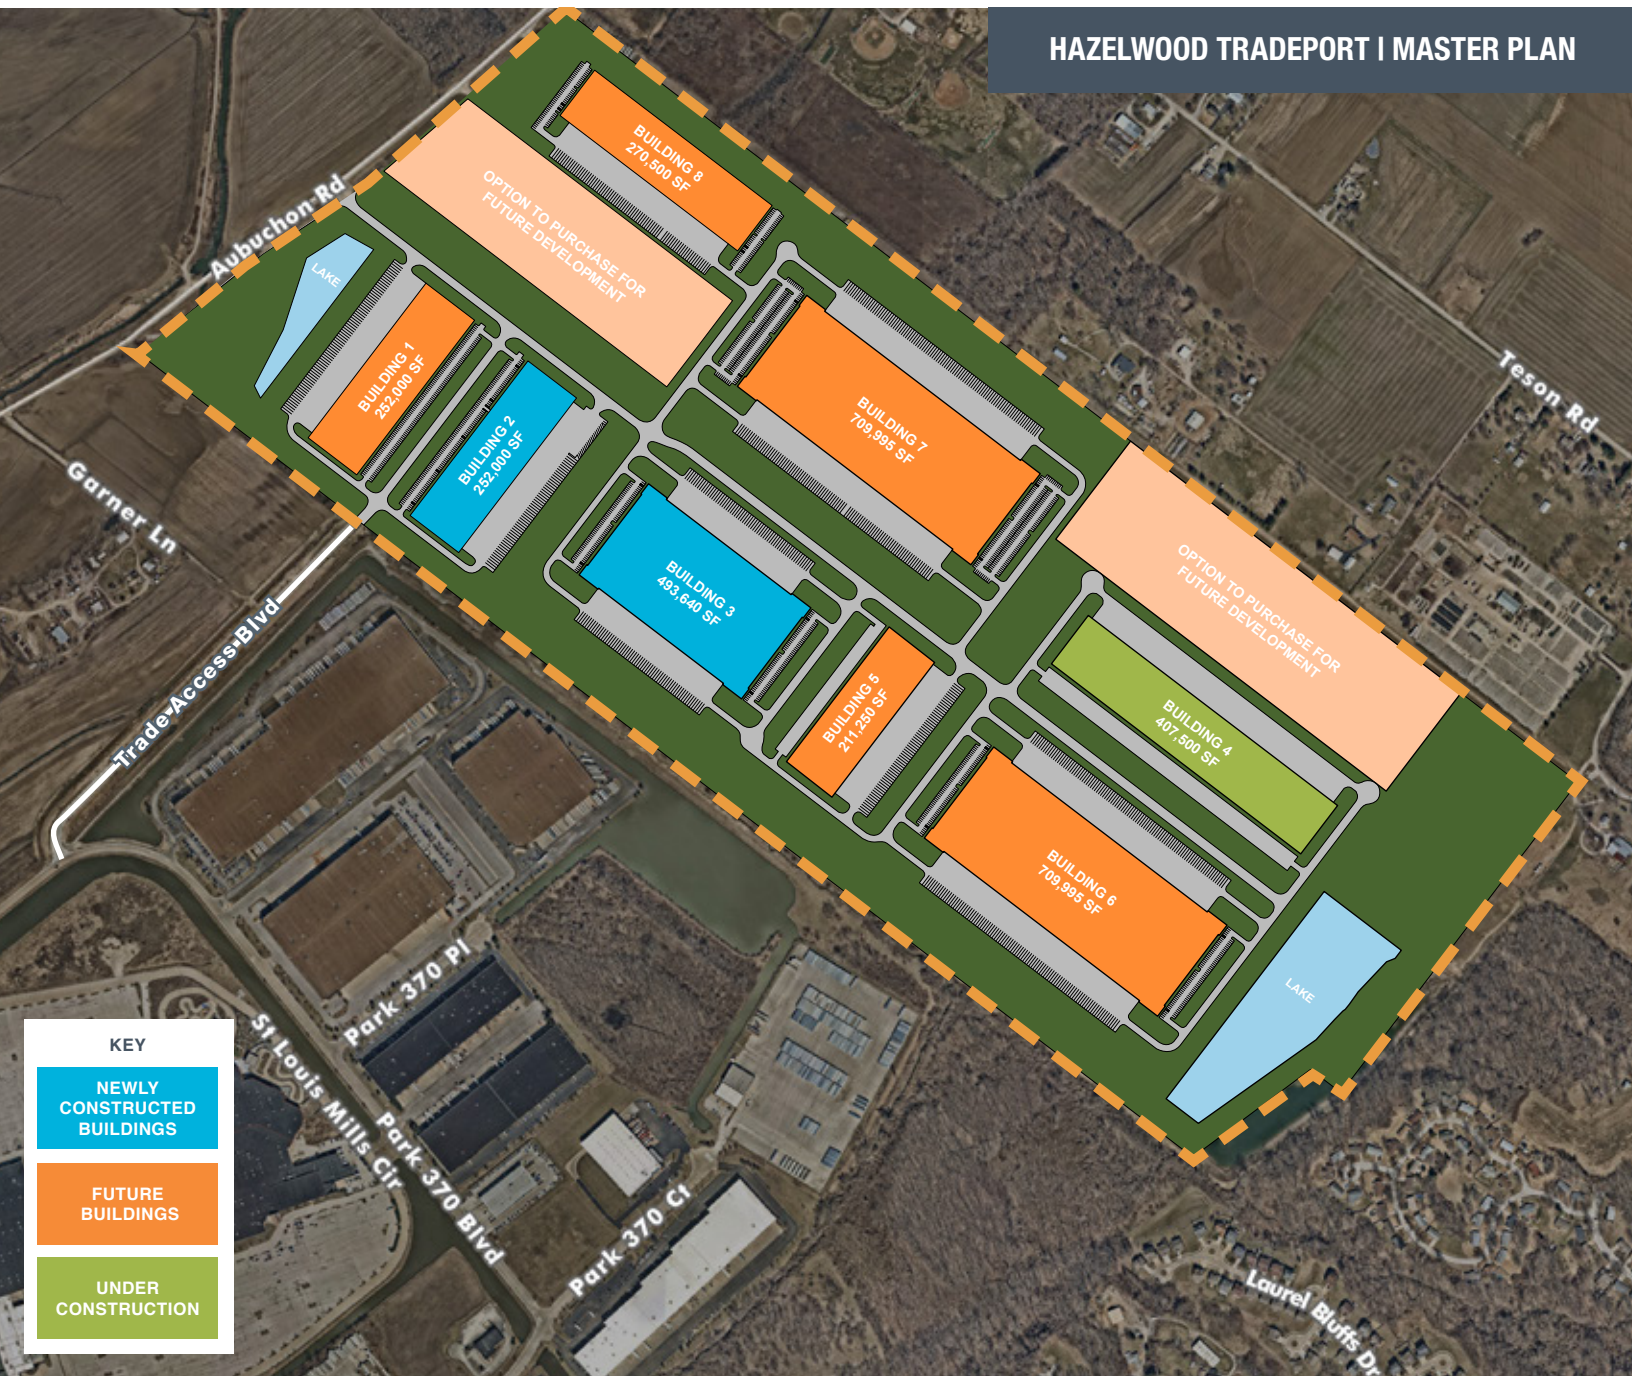 HAZELWOOD TRADEPORT | MASTER PLAN
BUILDING 8
270,500 SF
OPTION TO PURCHASE FOR
FUTURE DEVELOPMENT
Aubuchon Rd
LAKE
BUILDING 1
252,000 SF
BUILDING 2
252,000 SF
BUILDING 7
709,995 SF
Teson Rd
Garner Ln
BUILDING 3
493,640 SF
OPTION TO PURCHASE FOR
FUTURE DEVELOPMENT
Trade Access Blvd
BUILDING 5
211,250 SF
BUILDING 4
407,500 SF
BUILDING 6
709,995 SF
LAKE
Park 370 Pl
St Louis Mills Cir
Park 370 Blvd
Park 370 Ct
Laurel Bluffs Dr
KEY
NEWLY
CONSTRUCTED
BUILDINGS
FUTURE
BUILDINGS
UNDER
CONSTRUCTION